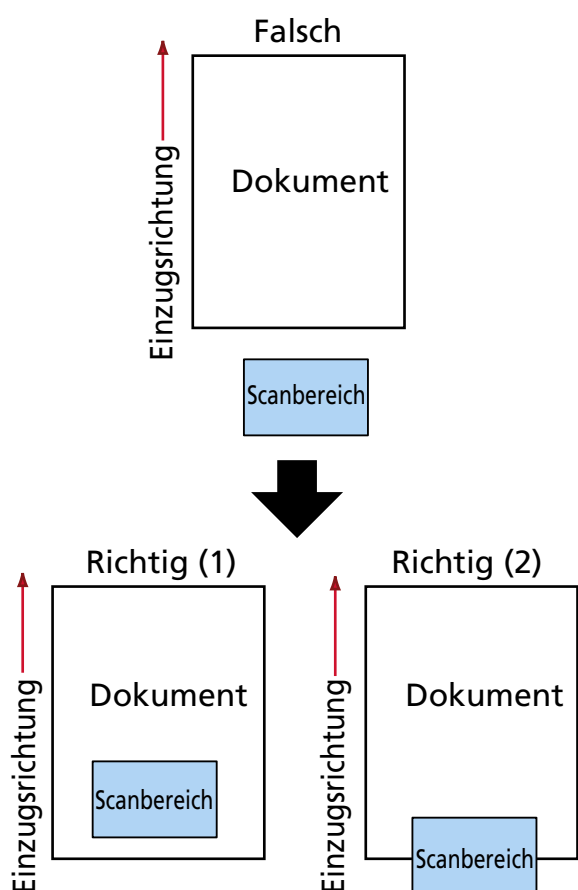 Falsch
Einzugsrichtung
Dokument
Scanbereich
Richtig (1)
Einzugsrichtung
Dokument
Scanbereich
Richtig (2)
Einzugsrichtung
Dokument
Scanbereich